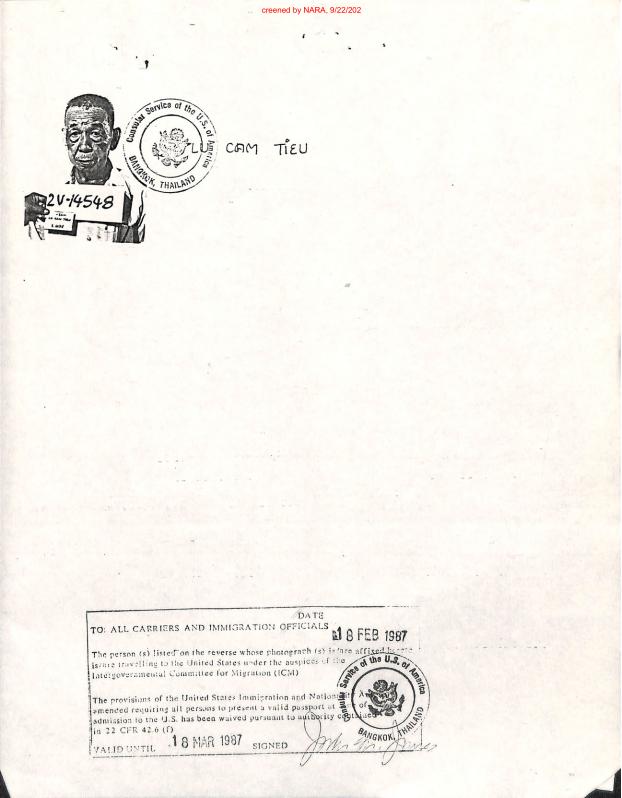 creened by NARA, 9/22/202
Consular Service of the U.S. of America
BANGKOK, THAILAND
LU CAM TIEU
2V-14548
DATE
TO: ALL CARRIERS AND IMMIGRATION OFFICIALS
18 FEB 1987
The person (s) listed on the reverse whose photograph (s) is/are affixed hereto
is/are travelling to the United States under the auspices of the
Intergovernmental Committee for Migration (ICM)
Consular Service of the U.S. of America
BANGKOK, THAILAND
The provisions of the United States Immigration and Nationality A
amended requiring all persons to present a valid passport at of
admission to the U.S. has been waived pursuant to authority contained
in 22 CFR 42.6 (f)
VALID UNTIL 18 MAR 1987 SIGNED